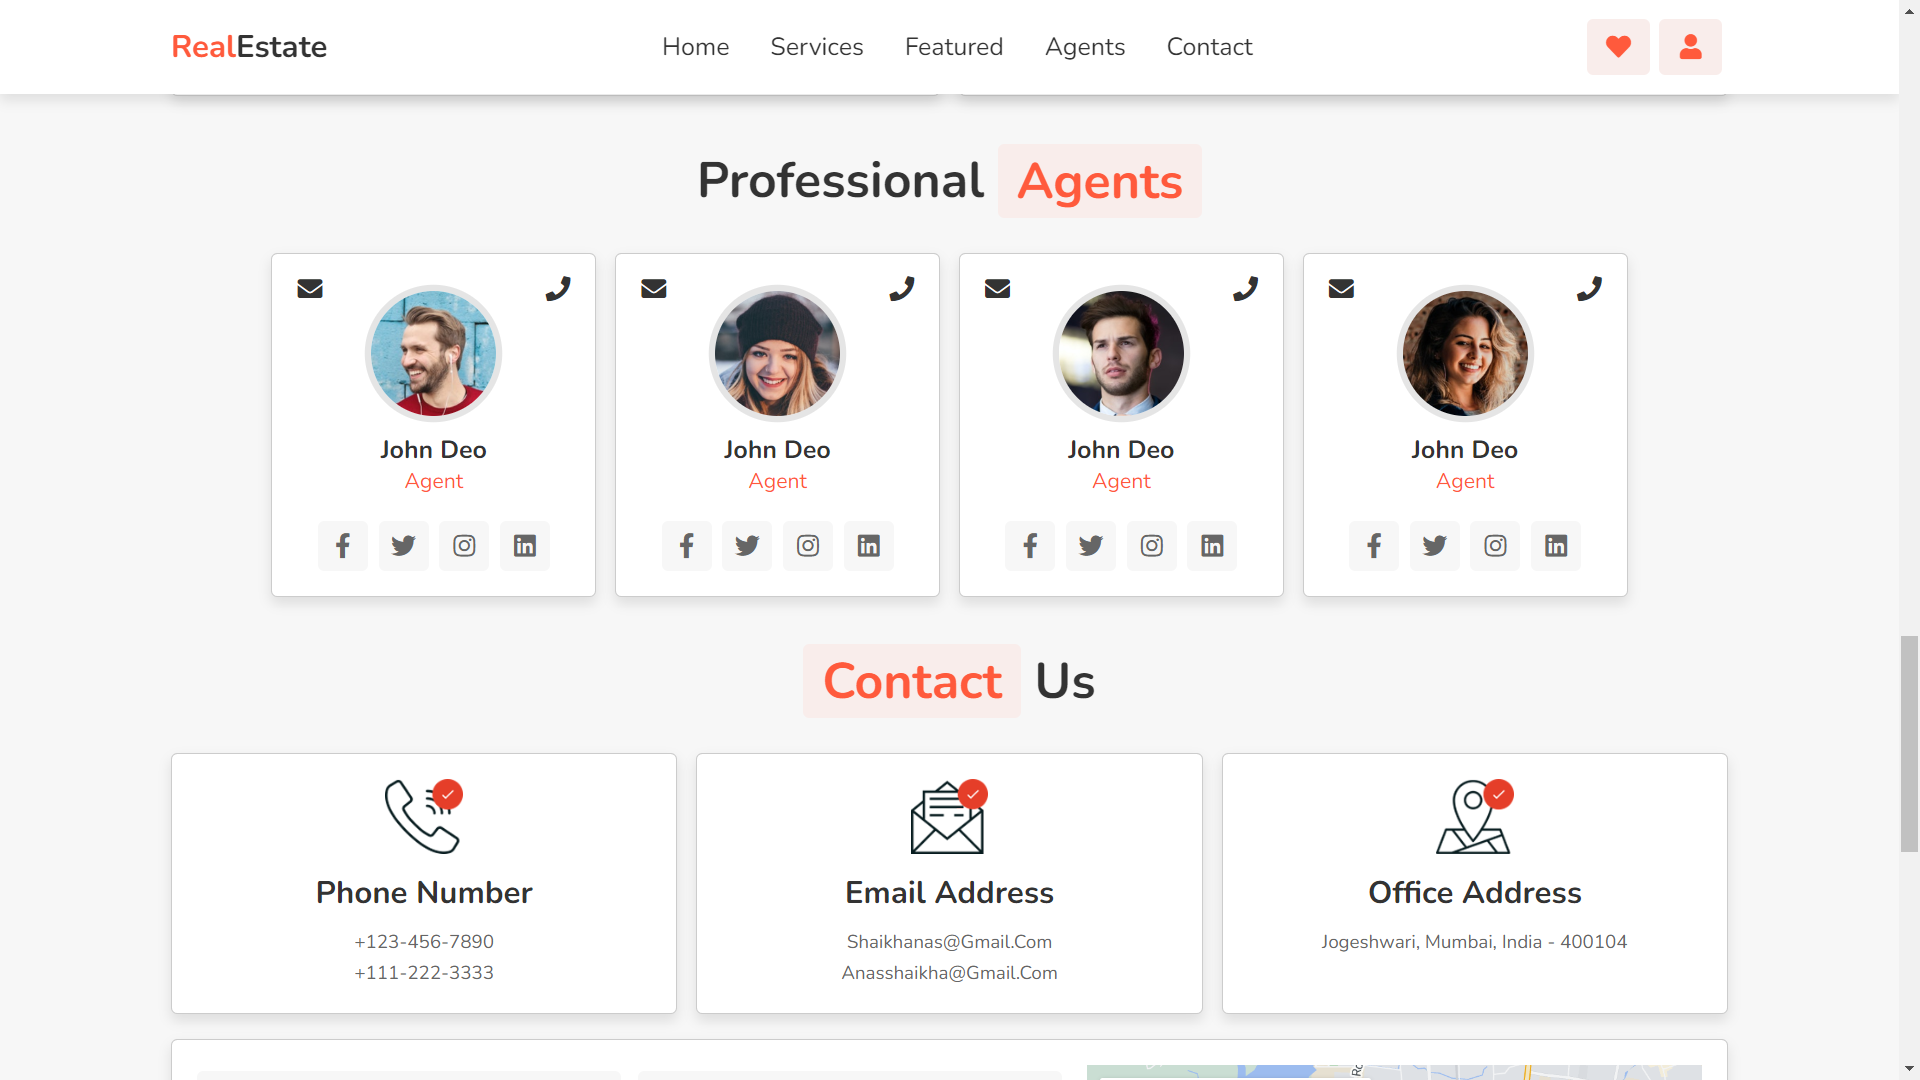 RealEstate
Home Services Featured Agents Contact
Professional Agents
John Deo
Agent
John Deo
Agent
John Deo
Agent
John Deo
Agent
Contact Us
Phone Number
+123-456-7890
+111-222-3333
Email Address
Shaikhanas@Gmail.Com
Anasshaikha@Gmail.Com
Office Address
Jogeshwari, Mumbai, India - 400104